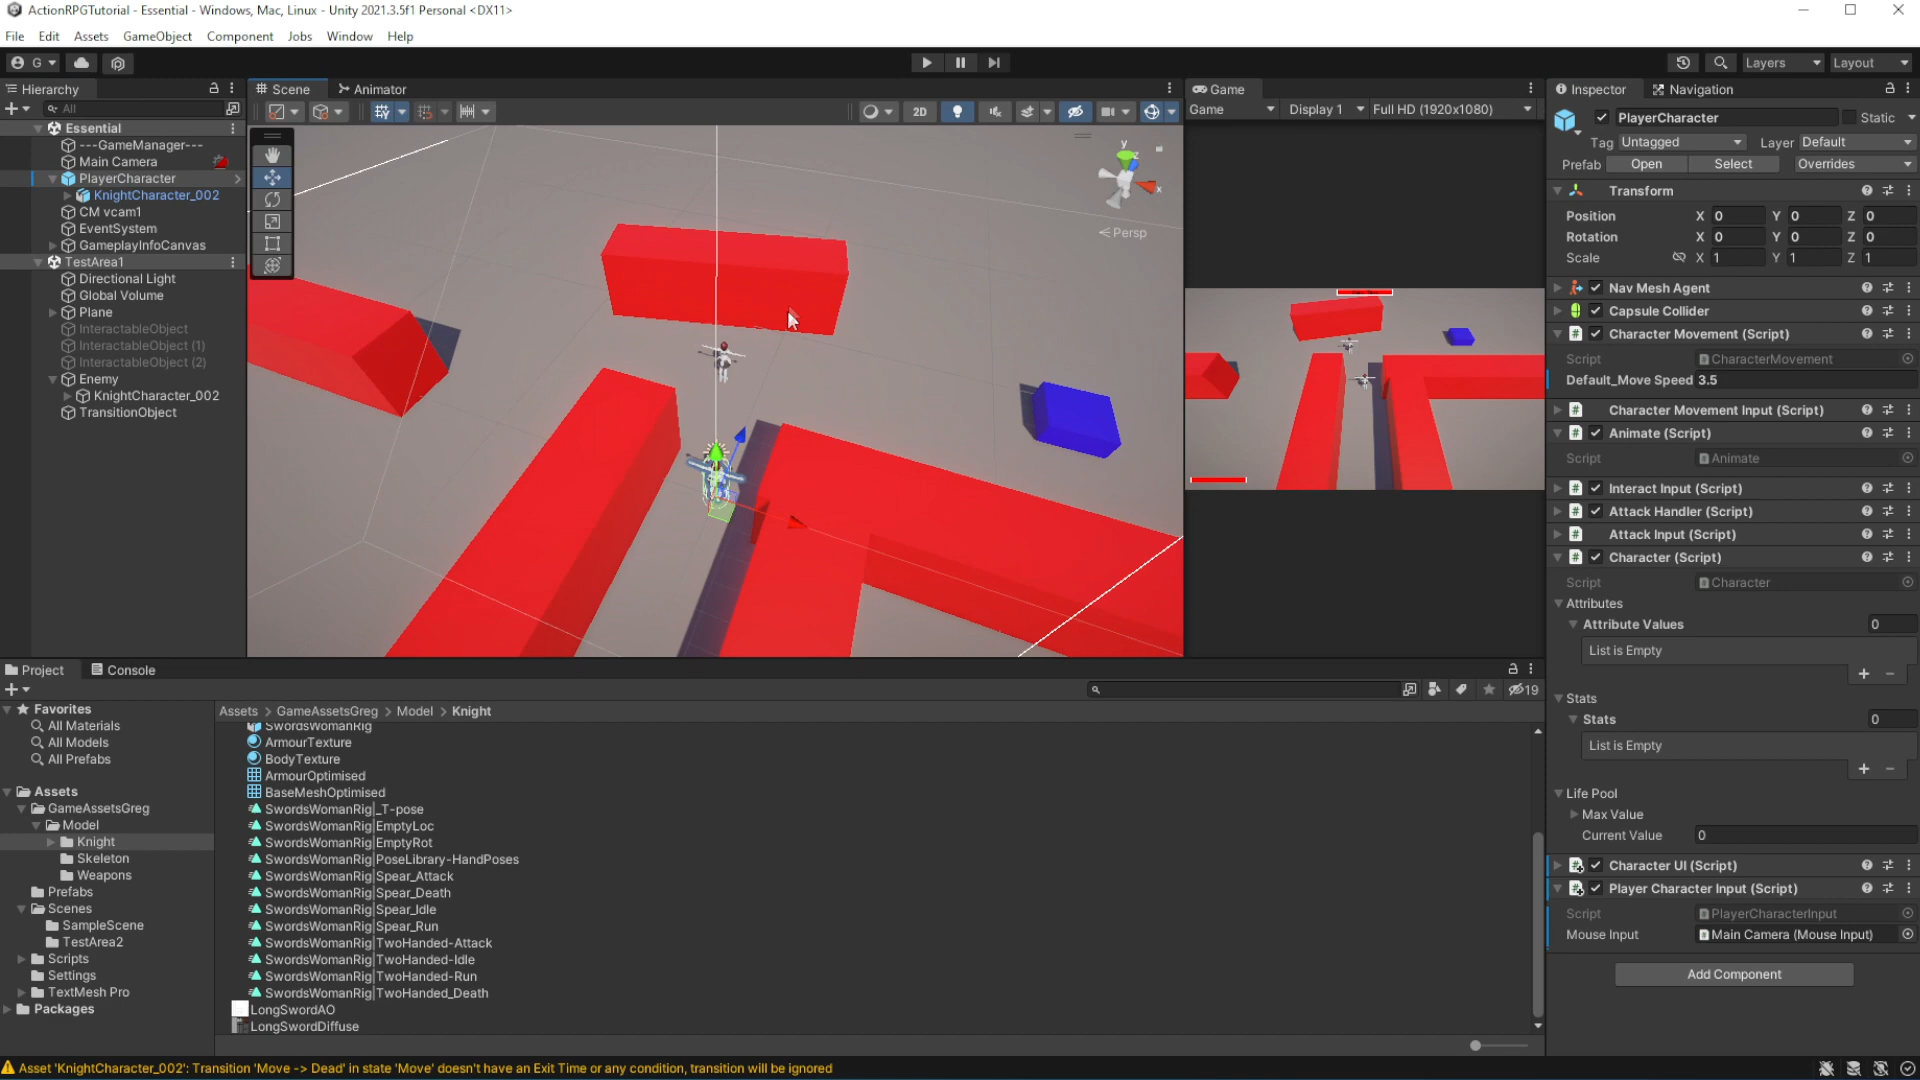 ActionRPGTutorial - Essential - Windows, Mac, Linux - Unity 2021.3.5f1 Personal <DX11>
File Edit Assets GameObject Component Jobs Window Help
G Layers Layout
Hierarchy
All
Essential
---GameManager---
Main Camera
PlayerCharacter
KnightCharacter_002
CM vcam1
EventSystem
GameplayInfoCanvas
TestArea1
Directional Light
Global Volume
Plane
InteractableObject
InteractableObject (1)
InteractableObject (2)
Enemy
KnightCharacter_002
TransitionObject
Scene Animator
2D
y
z
x
Persp
Game
Game Display 1 Full HD (1920x1080)
Inspector Navigation
PlayerCharacter Static
Tag Untagged Layer Default
Prefab Open Select Overrides
Transform
Position X 0 Y 0 Z 0
Rotation X 0 Y 0 Z 0
Scale X 1 Y 1 Z 1
Nav Mesh Agent
Capsule Collider
Character Movement (Script)
Script CharacterMovement
Default_Move Speed 3.5
Character Movement Input (Script)
Animate (Script)
Script Animate
Interact Input (Script)
Attack Handler (Script)
Attack Input (Script)
Character (Script)
Script Character
Attributes
Attribute Values 0
List is Empty
Stats
Stats 0
List is Empty
Life Pool
Max Value
Current Value 0
Character UI (Script)
Player Character Input (Script)
Script PlayerCharacterInput
Mouse Input Main Camera (Mouse Input)
Add Component
Project Console
19
Favorites
All Materials
All Models
All Prefabs
Assets
GameAssetsGreg
Model
Knight
Skeleton
Weapons
Prefabs
Scenes
SampleScene
TestArea2
Scripts
Settings
TextMesh Pro
Packages
Assets > GameAssetsGreg > Model > Knight
SwordsWomanRig
ArmourTexture
BodyTexture
ArmourOptimised
BaseMeshOptimised
SwordsWomanRig|_T-pose
SwordsWomanRig|EmptyLoc
SwordsWomanRig|EmptyRot
SwordsWomanRig|PoseLibrary-HandPoses
SwordsWomanRig|Spear_Attack
SwordsWomanRig|Spear_Death
SwordsWomanRig|Spear_Idle
SwordsWomanRig|Spear_Run
SwordsWomanRig|TwoHanded-Attack
SwordsWomanRig|TwoHanded-Idle
SwordsWomanRig|TwoHanded-Run
SwordsWomanRig|TwoHanded_Death
LongSwordAO
LongSwordDiffuse
Asset 'KnightCharacter_002': Transition 'Move -> Dead' in state 'Move' doesn't have an Exit Time or any condition, transition will be ignored